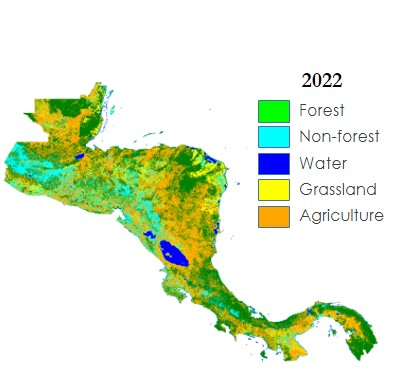 2022
Forest
Non-forest
Water
Grassland
Agriculture